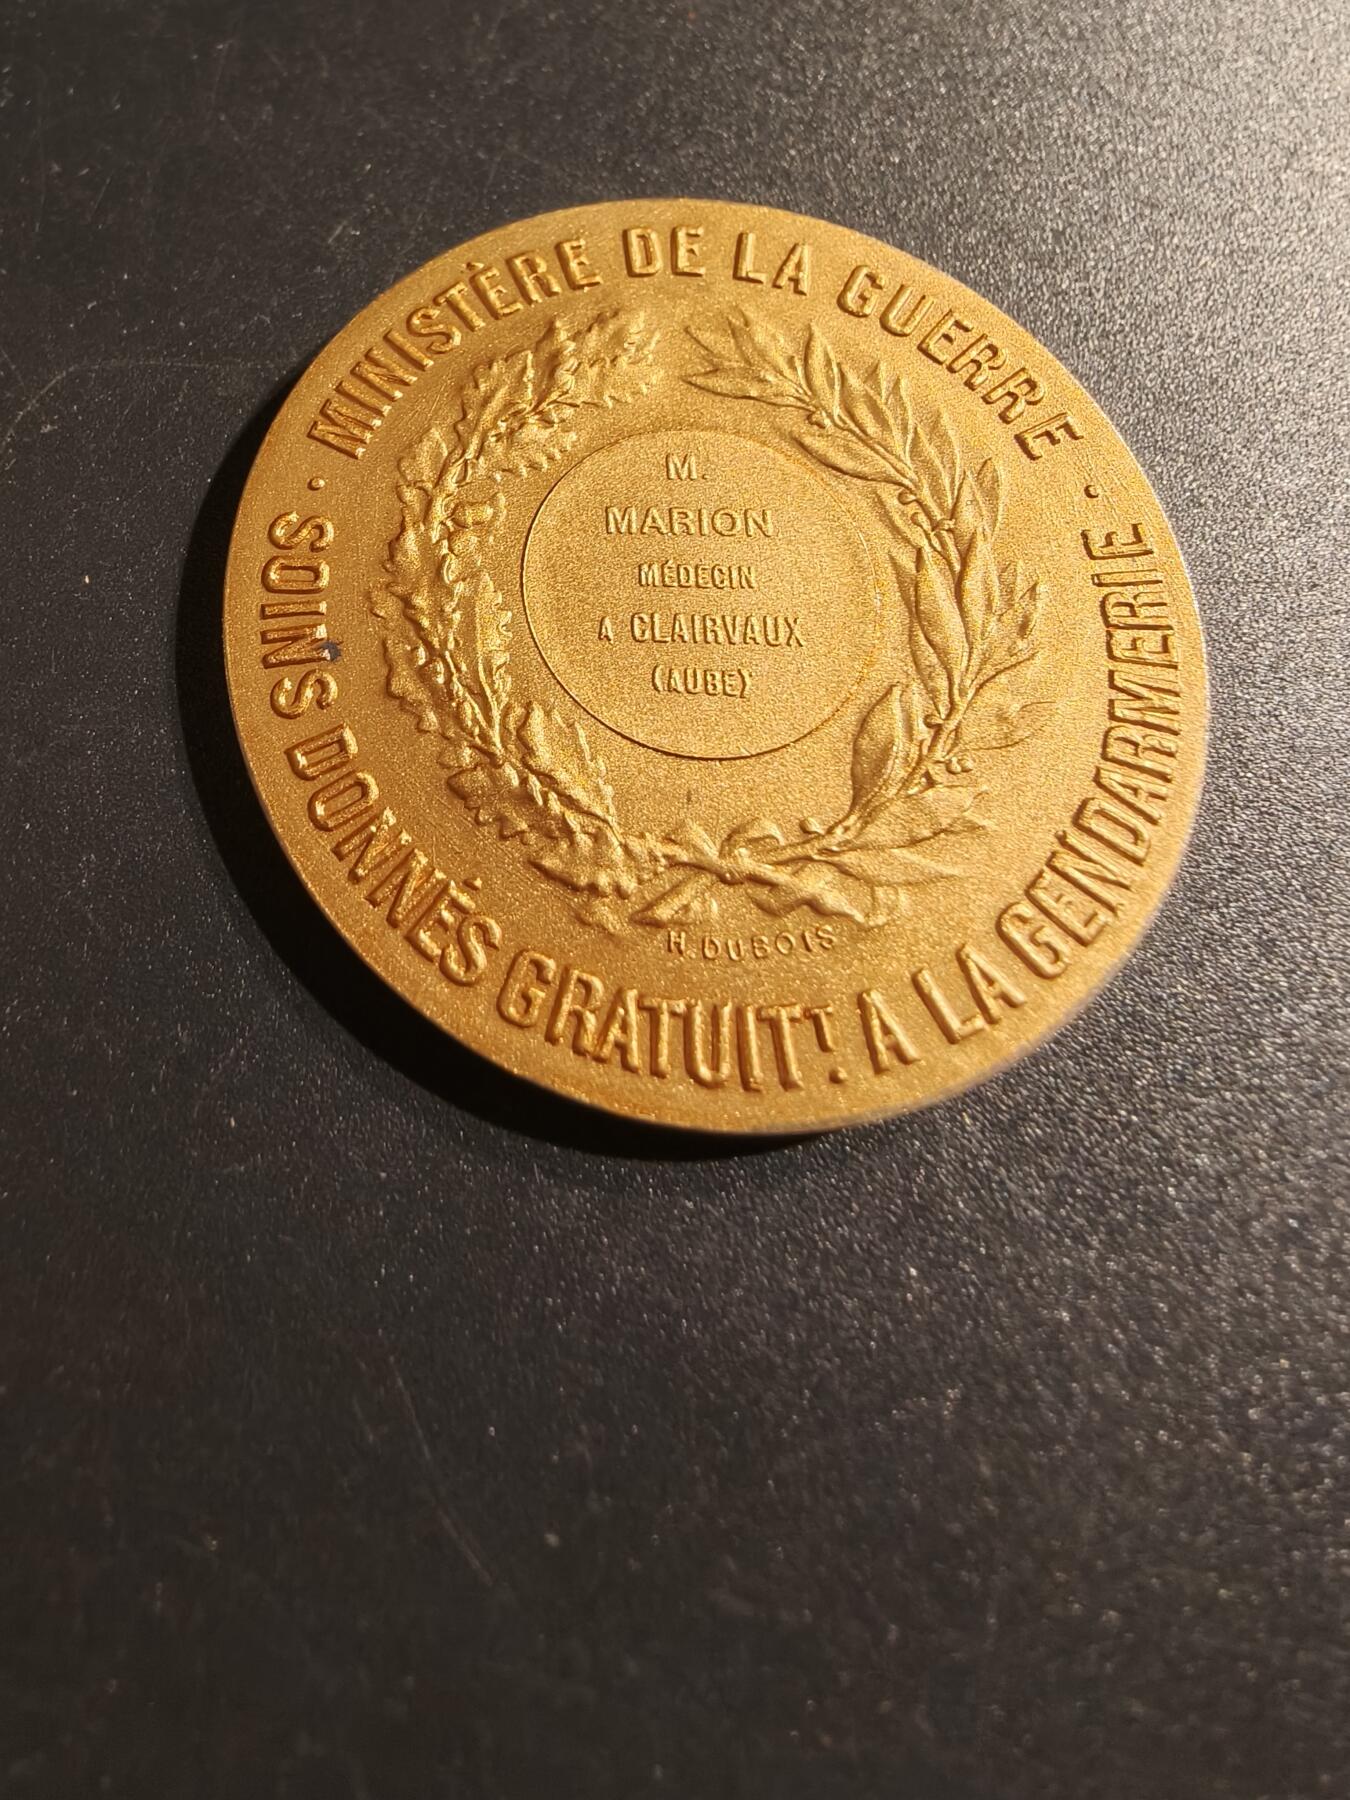 · MINISTÈRE DE LA GUERRE ·
M.
MARION
MÉDECIN
A CLAIRVAUX
(AUBE)
H. DUBOIS
SOINS DONNÉS GRATUITT. A LA GENDARMERIE